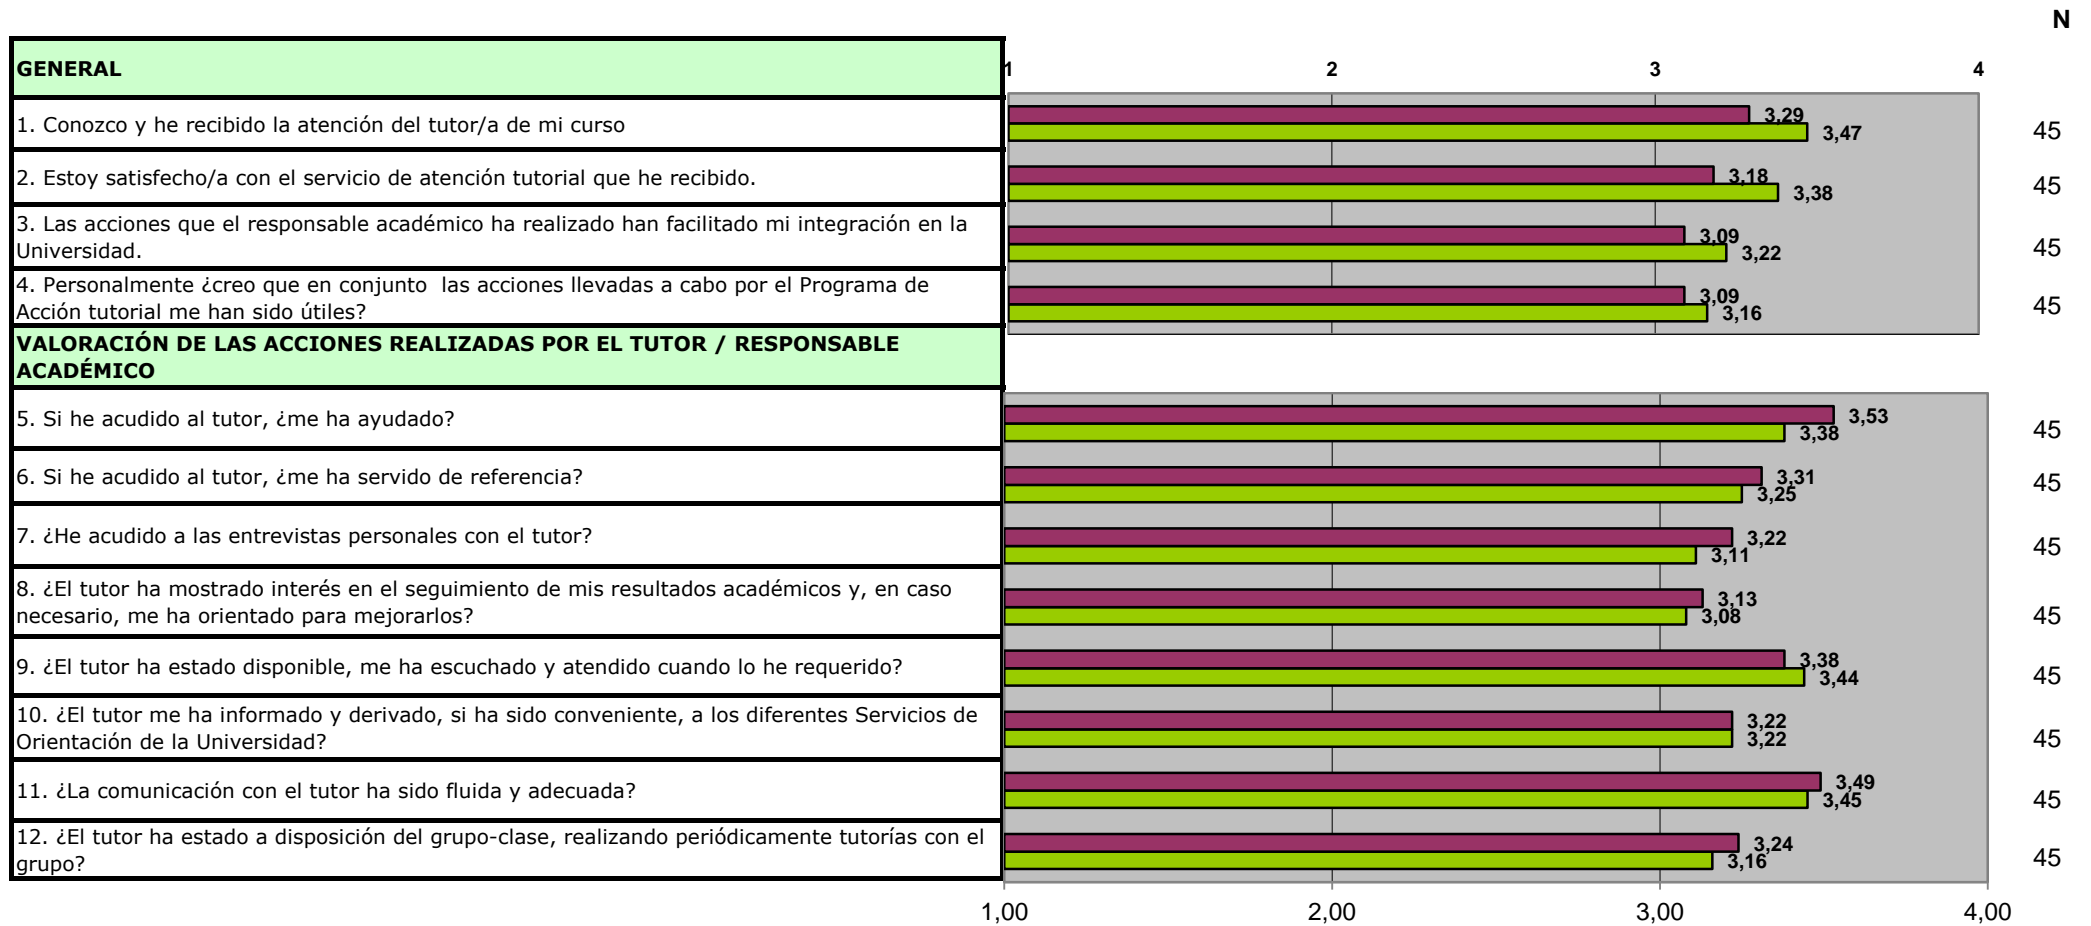 N
GENERAL
1 2 3 4
1. Conozco y he recibido la atención del tutor/a de mi curso
3,29
3,47
45
2. Estoy satisfecho/a con el servicio de atención tutorial que he recibido.
3,18
3,38
45
3. Las acciones que el responsable académico ha realizado han facilitado mi integración en la
Universidad.
3,09
3,22
45
4. Personalmente ¿creo que en conjunto  las acciones llevadas a cabo por el Programa de
Acción tutorial me han sido útiles?
3,09
3,16
45
VALORACIÓN DE LAS ACCIONES REALIZADAS POR EL TUTOR / RESPONSABLE
ACADÉMICO
5. Si he acudido al tutor, ¿me ha ayudado?
3,53
3,38
45
6. Si he acudido al tutor, ¿me ha servido de referencia?
3,31
3,25
45
7. ¿He acudido a las entrevistas personales con el tutor?
3,22
3,11
45
8. ¿El tutor ha mostrado interés en el seguimiento de mis resultados académicos y, en caso
necesario, me ha orientado para mejorarlos?
3,13
3,08
45
9. ¿El tutor ha estado disponible, me ha escuchado y atendido cuando lo he requerido?
3,38
3,44
45
10. ¿El tutor me ha informado y derivado, si ha sido conveniente, a los diferentes Servicios de
Orientación de la Universidad?
3,22
3,22
45
11. ¿La comunicación con el tutor ha sido fluida y adecuada?
3,49
3,45
45
12. ¿El tutor ha estado a disposición del grupo-clase, realizando periódicamente tutorías con el
grupo?
3,24
3,16
45
1,00 2,00 3,00 4,00